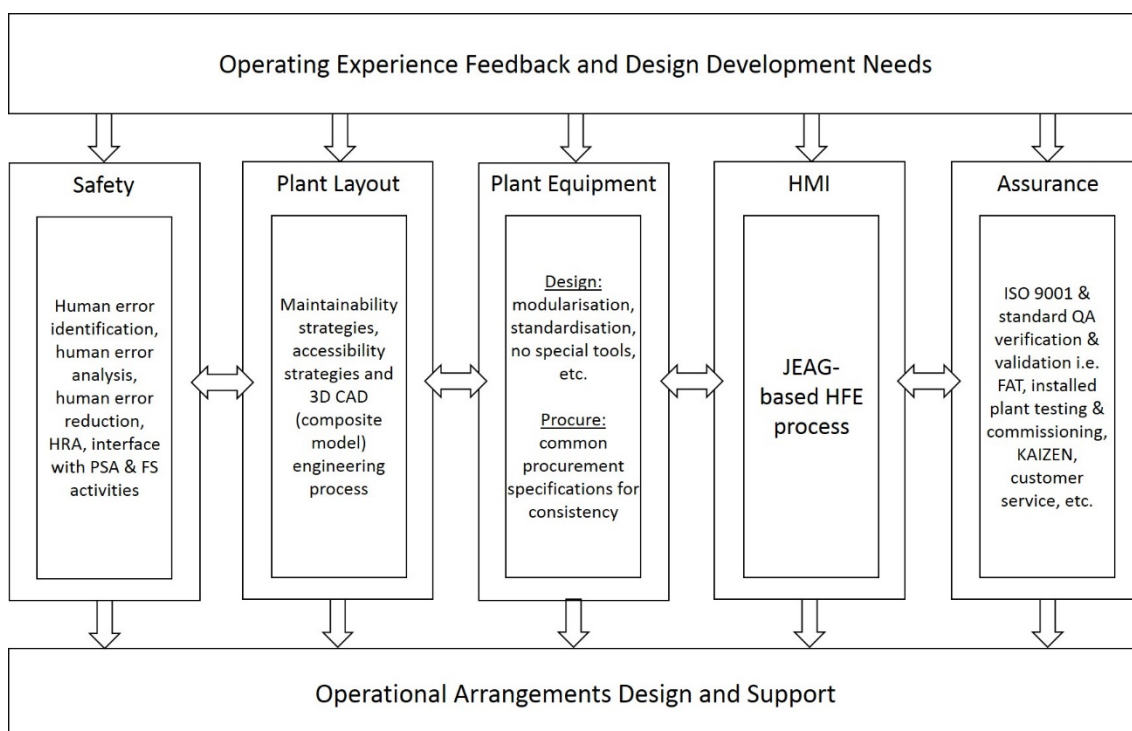 Operating Experience Feedback and Design Development Needs
Safety
Human error
identification,
human error
analysis,
human error
reduction,
HRA, interface
with PSA & FS
activities
Plant Layout
Maintainability
strategies,
accessibility
strategies and
3D CAD
(composite
model)
engineering
process
Plant Equipment
Design:
modularisation,
standardisation,
no special tools,
etc.
Procure:
common
procurement
specifications for
consistency
HMI
JEAG-
based HFE
process
Assurance
ISO 9001 &
standard QA
verification &
validation i.e.
FAT, installed
plant testing &
commissioning,
KAIZEN,
customer
service, etc.
Operational Arrangements Design and Support